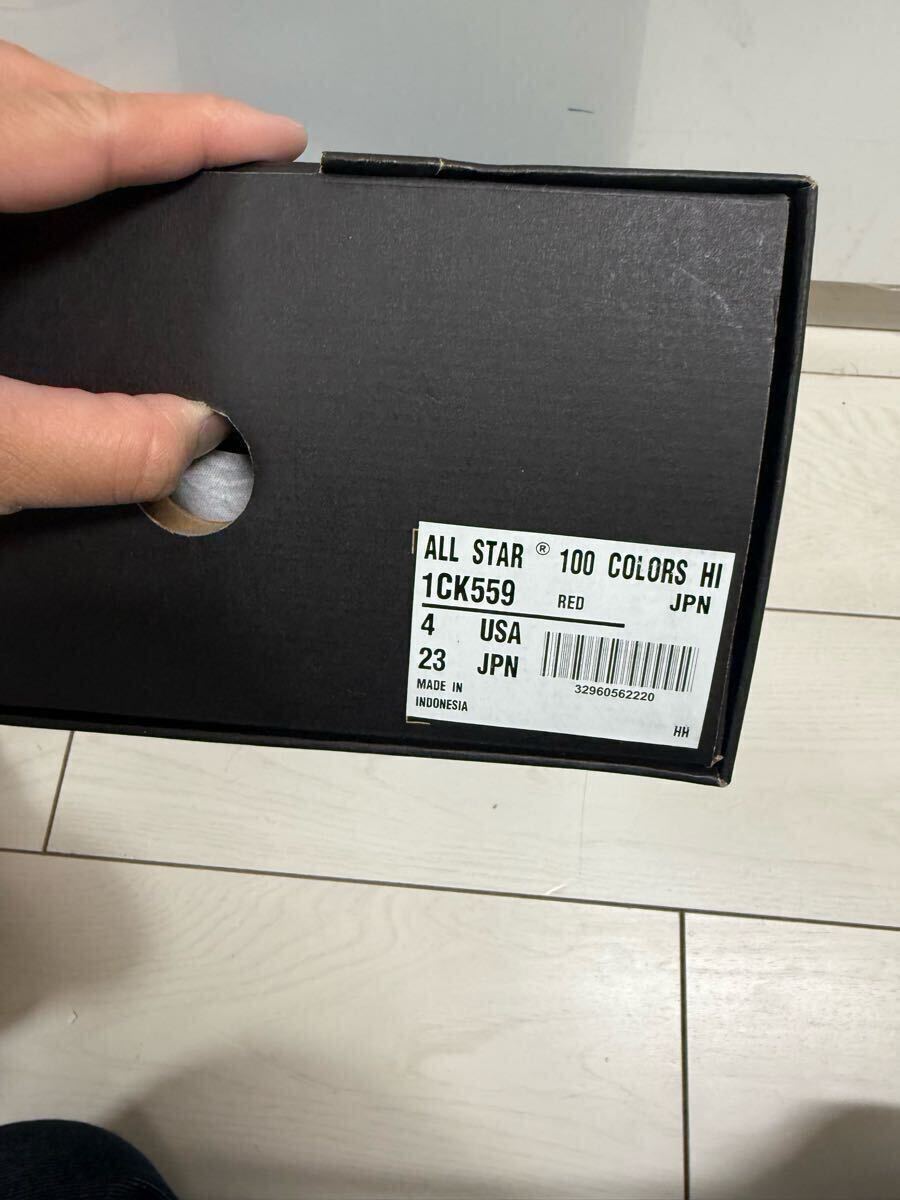 ALL STAR ® 100 COLORS HI
1CK559 RED JPN
4 USA
23 JPN
32960562220
MADE IN
INDONESIA
HH